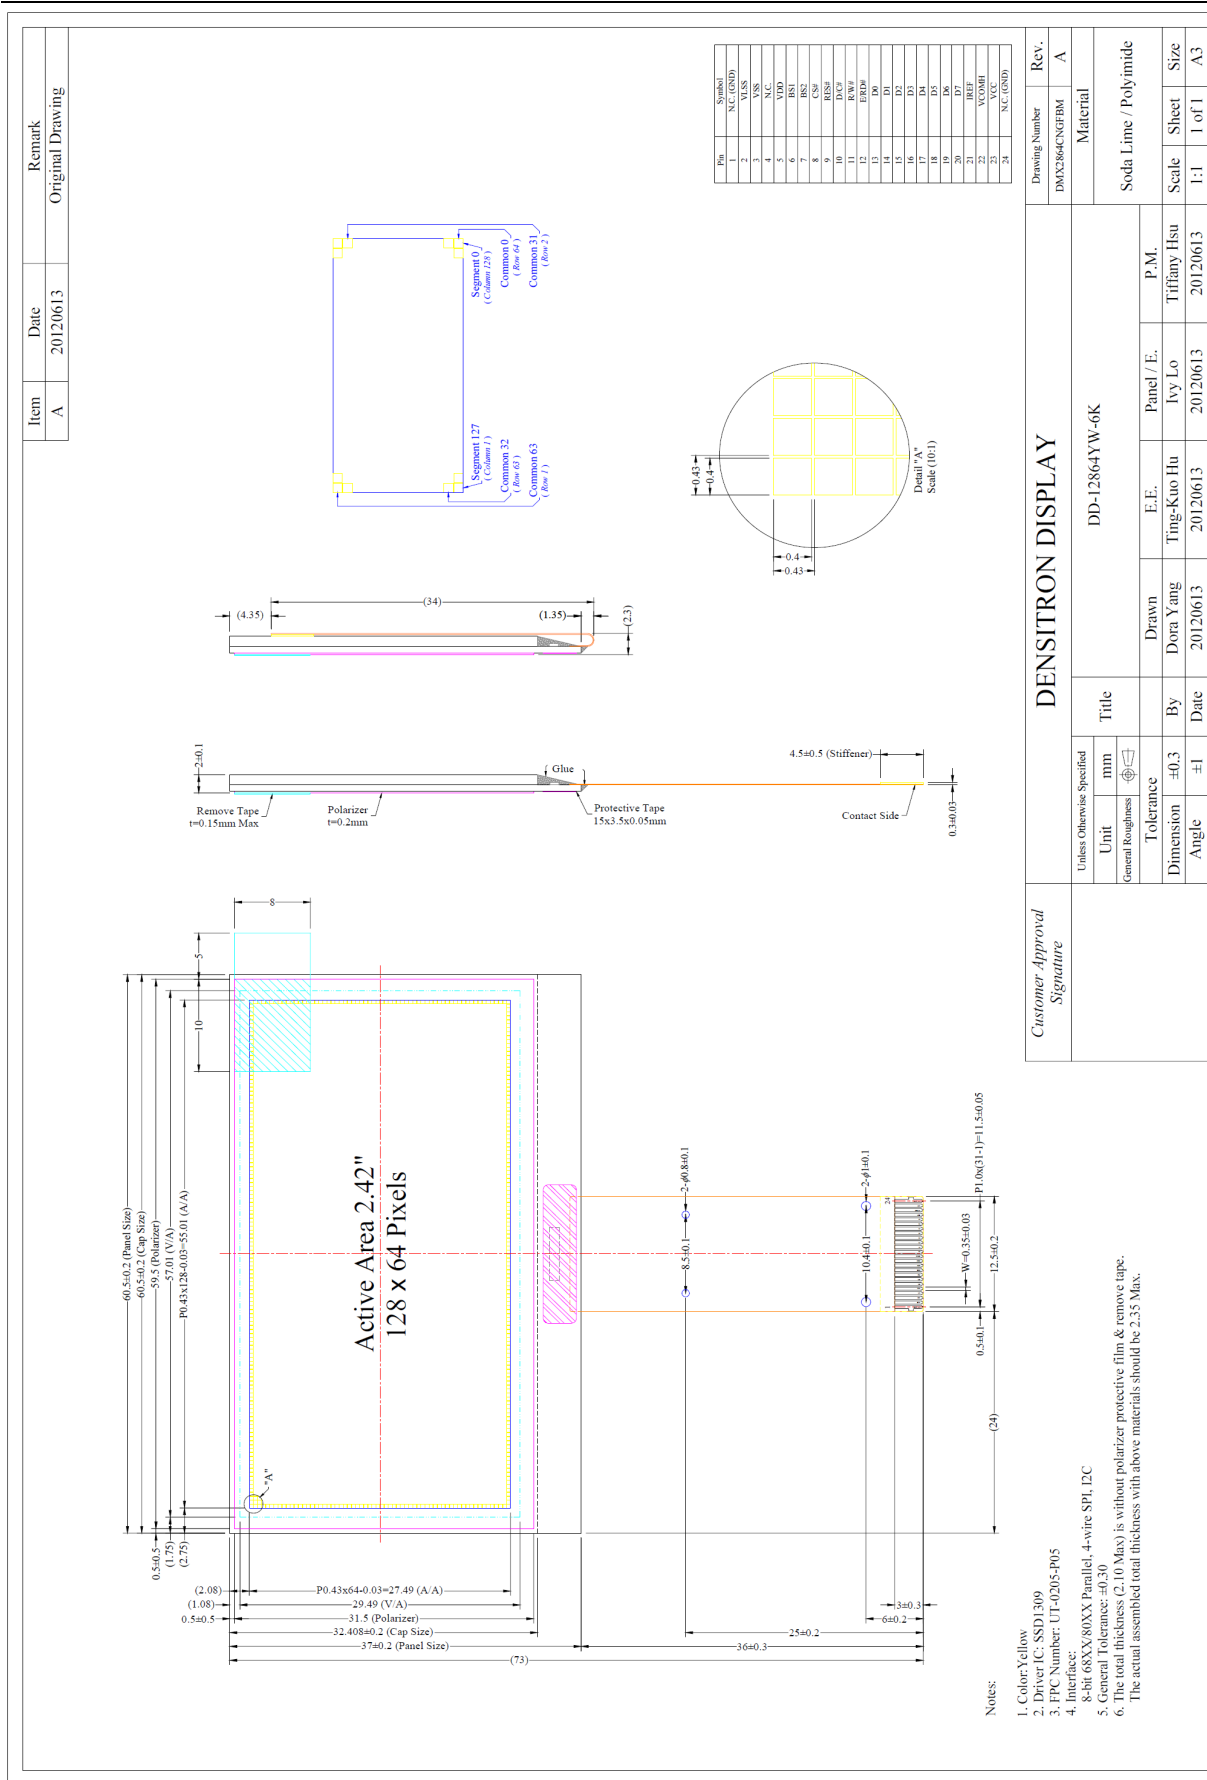 Item Date Remark
A 20120613 Original Drawing
Pin Symbol
1 N.C. (GND)
2 VLSS
3 VSS
4 N.C.
5 VDD
6 BS1
7 BS2
8 CS#
9 RES#
10 D/C#
11 R/W#
12 E/RD#
13 D0
14 D1
15 D2
16 D3
17 D4
18 D5
19 D6
20 D7
21 IREF
22 VCOMH
23 VCC
24 N.C. (GND)
Segment 127
( Column 1 )
Common 32
( Row 63 )
Common 63
( Row 1 )
Segment 0
( Column 128 )
Common 0
( Row 64 )
Common 31
( Row 2 )
0.43
0.4
0.4
0.43
Detail "A"
Scale (10:1)
(4.35)
(34)
(1.35)
(2.3)
2±0.1
Remove Tape
t=0.15mm Max
Polarizer
t=0.2mm
Glue
Protective Tape
15x3.5x0.05mm
4.5±0.5 (Stiffener)
Contact Side
0.3±0.03
8
5
10
60.5±0.2 (Panel Size)
60.5±0.2 (Cap Size)
59.5 (Polarizer)
57.01 (V/A)
P0.43x128-0.03=55.01 (A/A)
0.5±0.5
(1.75)
(2.75)
Active Area 2.42"
128 x 64 Pixels
"A"
(2.08)
P0.43x64-0.03=27.49 (A/A)
(1.08)
29.49 (V/A)
0.5±0.5
31.5 (Polarizer)
32.408±0.2 (Cap Size)
37±0.2 (Panel Size)
(73)
36±0.3
25±0.2
6±0.2
3±0.3
8.5±0.1
2-ϕ0.8±0.1
10.4±0.1
2-ϕ1±0.1
24
1
W=0.35±0.03
P1.0x(31-1)=11.5±0.05
0.5±0.1
12.5±0.2
(24)
Notes:
1. Color:Yellow
2. Driver IC: SSD1309
3. FPC Number: UT-0205-P05
4. Interface:
8-bit 68XX/80XX Parallel, 4-wire SPI, I2C
5. General Tolerance: ±0.30
6. The total thickness (2.10 Max) is without polarizer protective film & remove tape.
The actual assembled total thickness with above materials should be 2.35 Max.
Customer Approval
Signature
DENSITRON DISPLAY
Drawing Number Rev.
DMX2864CNGFBM A
Unless Otherwise Specified
Unit mm
General Roughness
Tolerance
Dimension ±0.3
Angle ±1
Title
DD-12864YW-6K
Material
Soda Lime / Polyimide
Drawn E.E. Panel / E. P.M.
By Dora Yang Ting-Kuo Hu Ivy Lo Tiffany Hsu
Date 20120613 20120613 20120613 20120613
Scale Sheet Size
1:1 1 of 1 A3